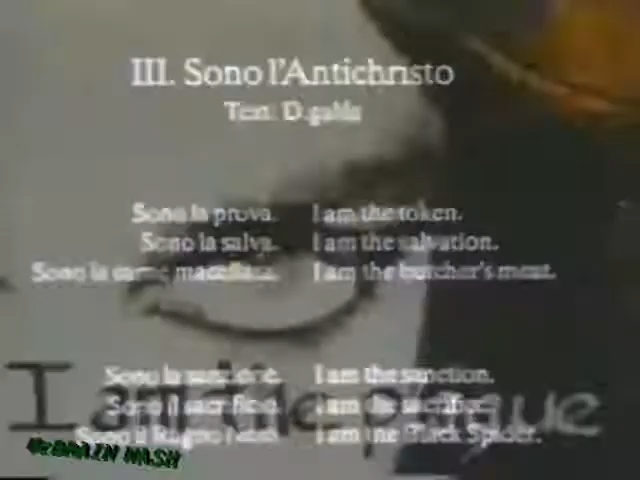 III. Sono l'Antichristo
Text: D. galás
Sono la prova. I am the token.
Sono la salva. I am the salvation.
Sono la carne macellata. I am the butcher's meat.
Sono la sanzione. I am the sanction.
Sono il sacrificio. I am the sacrifice.
Sono il Ragno Nero. I am the Black Spider.
I am the plague